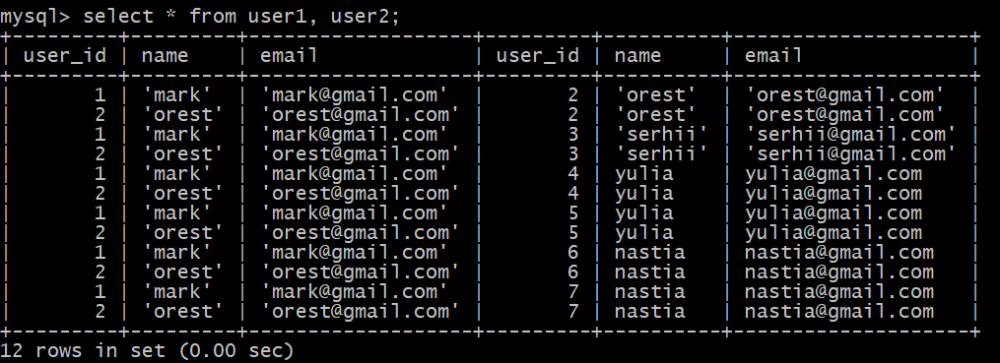 mysql> select * from user1, user2;
+---------+---------+-------------------+---------+----------+--------------------+
| user_id | name    | email             | user_id | name     | email              |
+---------+---------+-------------------+---------+----------+--------------------+
|       1 | 'mark'  | 'mark@gmail.com'  |       2 | 'orest'  | 'orest@gmail.com'  |
|       2 | 'orest' | 'orest@gmail.com' |       2 | 'orest'  | 'orest@gmail.com'  |
|       1 | 'mark'  | 'mark@gmail.com'  |       3 | 'serhii' | 'serhii@gmail.com' |
|       2 | 'orest' | 'orest@gmail.com' |       3 | 'serhii' | 'serhii@gmail.com' |
|       1 | 'mark'  | 'mark@gmail.com'  |       4 | yulia    | yulia@gmail.com    |
|       2 | 'orest' | 'orest@gmail.com' |       4 | yulia    | yulia@gmail.com    |
|       1 | 'mark'  | 'mark@gmail.com'  |       5 | yulia    | yulia@gmail.com    |
|       2 | 'orest' | 'orest@gmail.com' |       5 | yulia    | yulia@gmail.com    |
|       1 | 'mark'  | 'mark@gmail.com'  |       6 | nastia   | nastia@gmail.com   |
|       2 | 'orest' | 'orest@gmail.com' |       6 | nastia   | nastia@gmail.com   |
|       1 | 'mark'  | 'mark@gmail.com'  |       7 | nastia   | nastia@gmail.com   |
|       2 | 'orest' | 'orest@gmail.com' |       7 | nastia   | nastia@gmail.com   |
+---------+---------+-------------------+---------+----------+--------------------+
12 rows in set (0.00 sec)